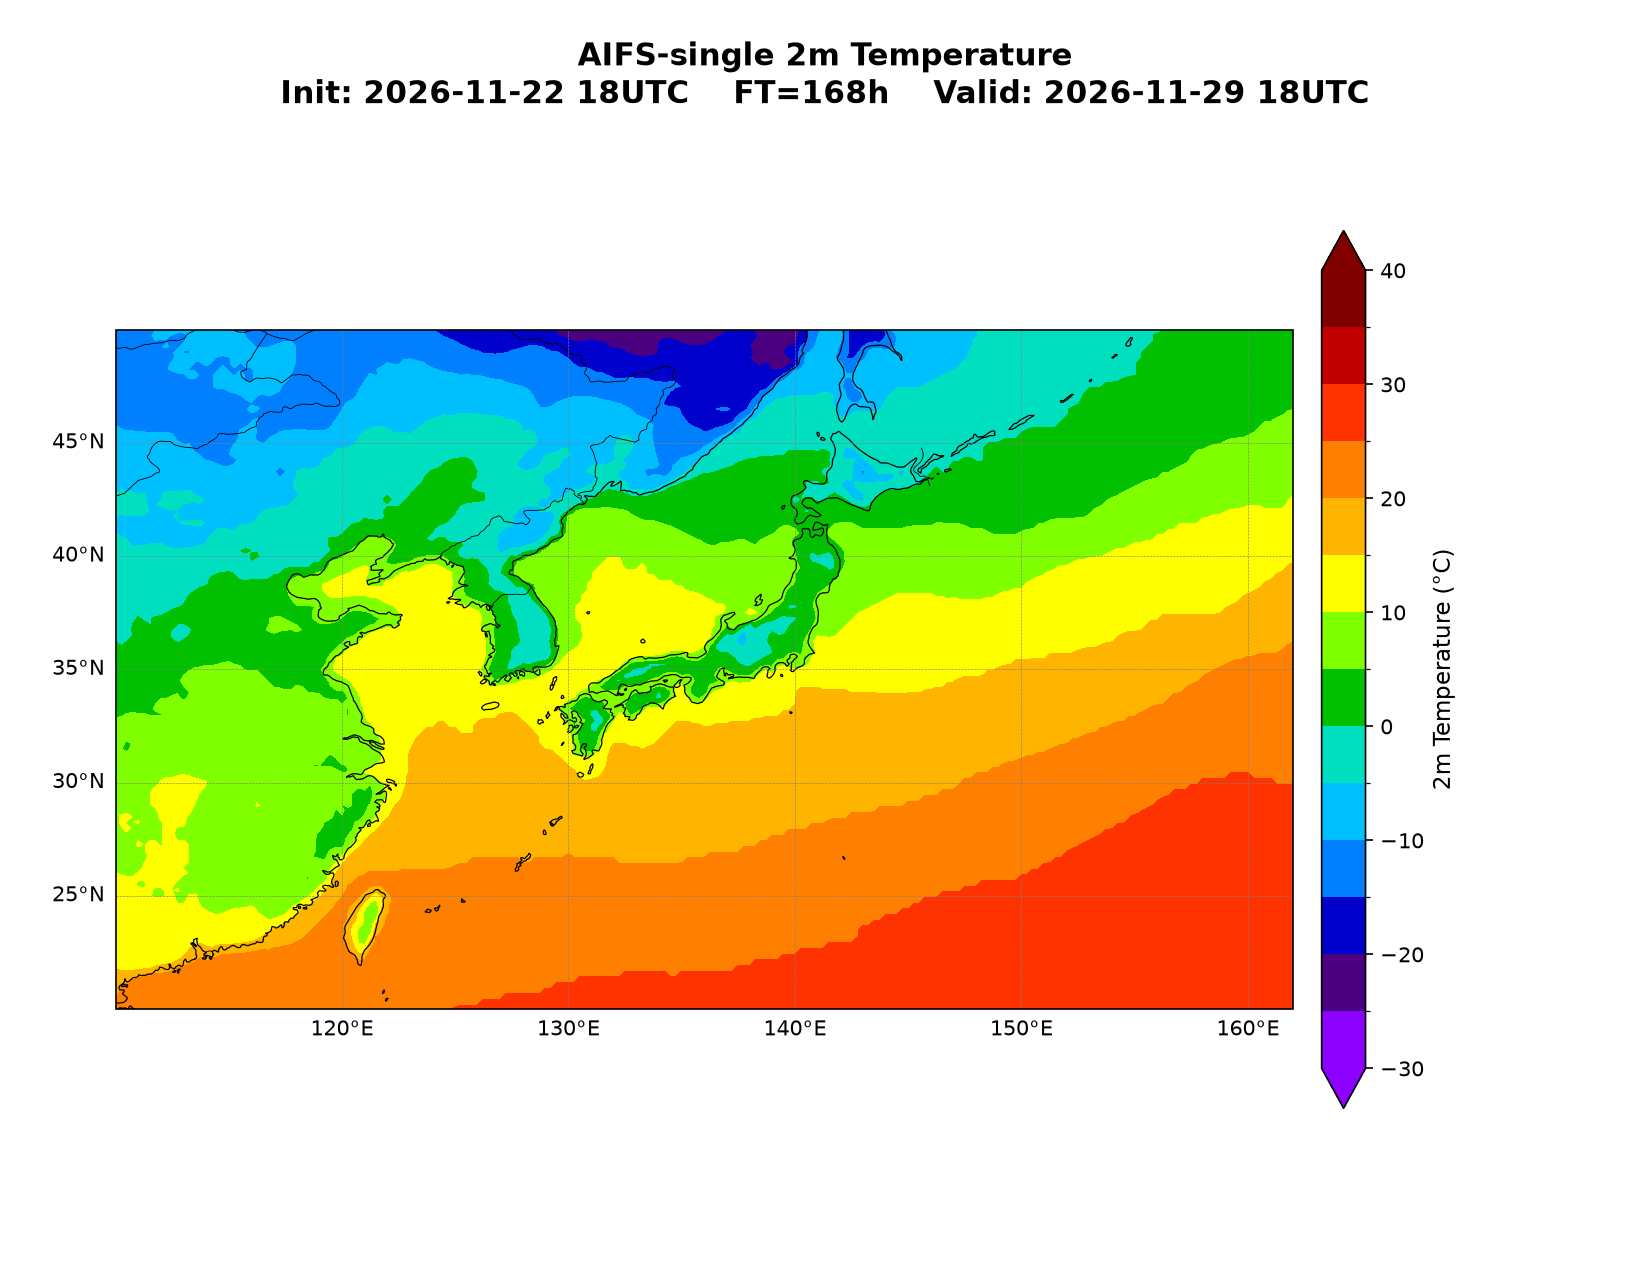 AIFS-single 2m Temperature
Init: 2026-11-22 18UTC    FT=168h    Valid: 2026-11-29 18UTC
45°N
40°N
35°N
30°N
25°N
120°E
130°E
140°E
150°E
160°E
40
30
20
10
0
−10
−20
−30
2m Temperature (°C)